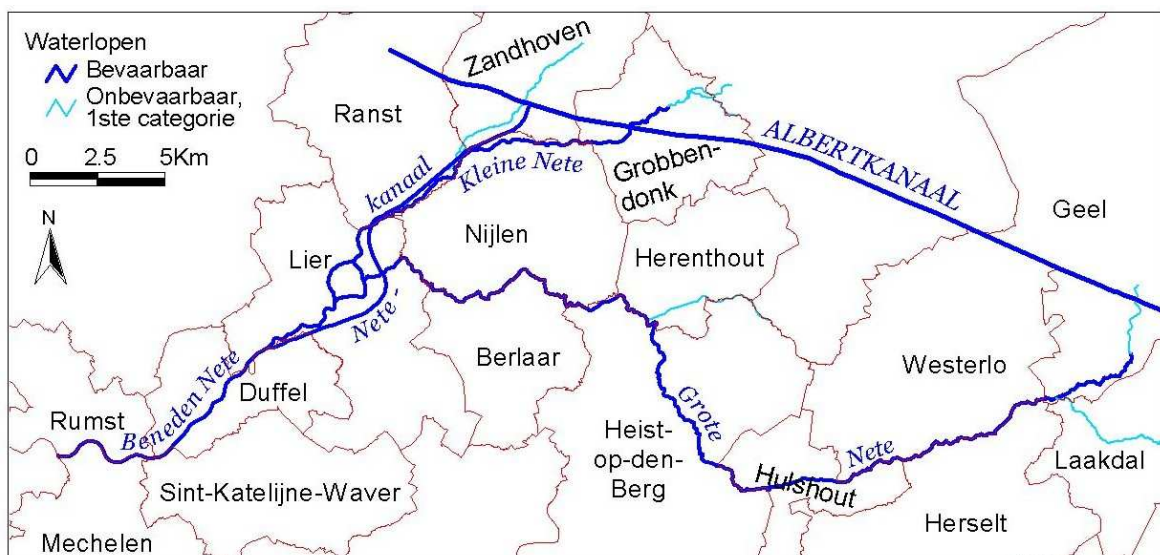 Waterlopen
Bevaarbaar
Onbevaarbaar,
1ste categorie
0 2.5 5Km
N
Zandhoven
Ranst
ALBERTKANAAL
kanaal
Kleine Nete
Grobben-
donk
Geel
Nijlen
Lier
Herenthout
Nete-
Berlaar
Westerlo
Beneden Nete
Duffel
Rumst
Grote
Heist-
op-den-
Berg
Nete
Laakdal
Hulshout
Sint-Katelijne-Waver
Herselt
Mechelen